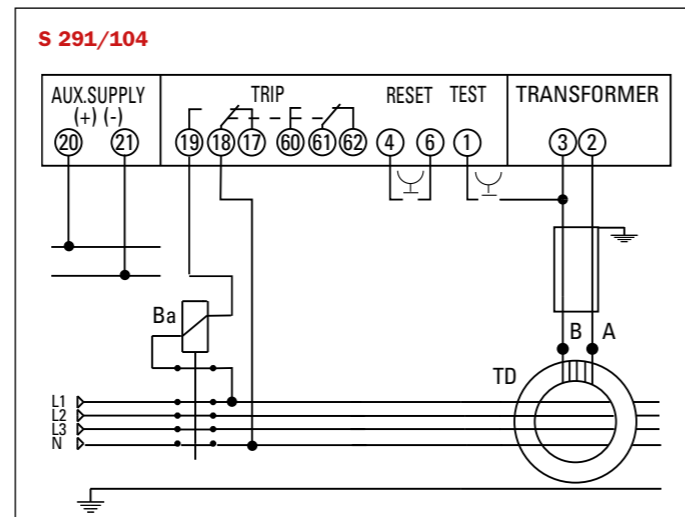 S 291/104
AUX.SUPPLY TRIP RESET TEST TRANSFORMER
(+) (-)
20 21 19 18 17 60 61 62 4 6 1 3 2
Ba
B A
TD
L1
L2
L3
N